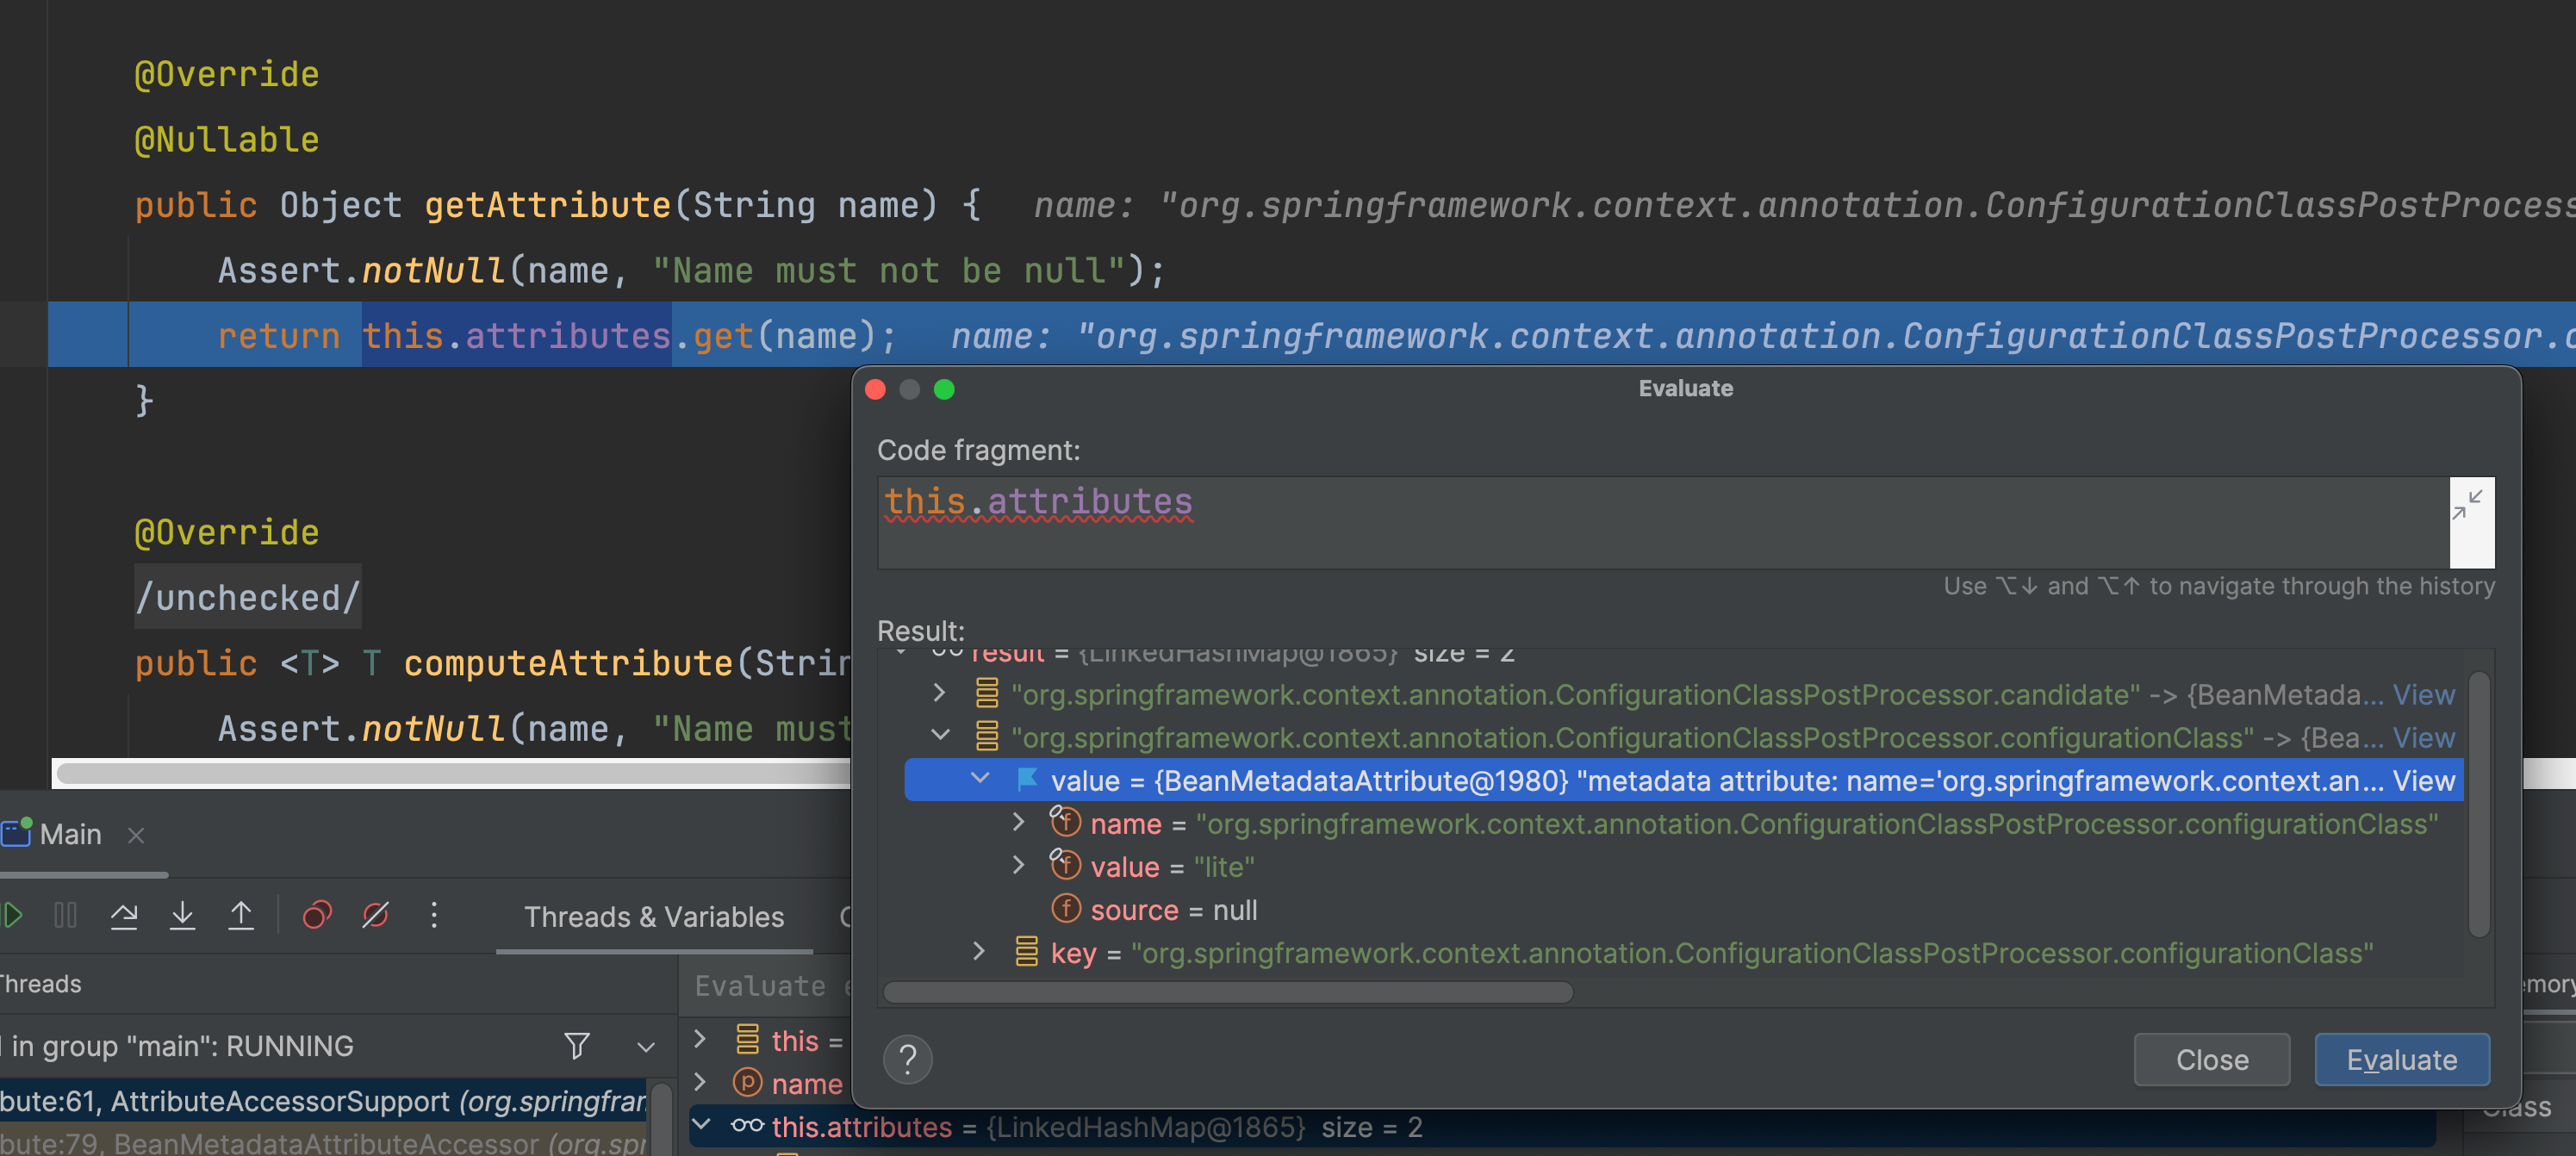 @Override
@Nullable
public Object getAttribute(String name) {   name: "org.springframework.context.annotation.ConfigurationClassPostProcess
Assert.notNull(name, "Name must not be null");
return this.attributes.get(name);   name: "org.springframework.context.annotation.ConfigurationClassPostProcessor.c
}
@Override
/unchecked/
public <T> T computeAttribute(Strin
Assert.notNull(name, "Name must
Evaluate
Code fragment:
this.attributes
Use ⌥↓ and ⌥↑ to navigate through the history
Result:
result = {LinkedHashMap@1865} size = 2
"org.springframework.context.annotation.ConfigurationClassPostProcessor.candidate" -> {BeanMetada... View
"org.springframework.context.annotation.ConfigurationClassPostProcessor.configurationClass" -> {Bea... View
value = {BeanMetadataAttribute@1980} "metadata attribute: name='org.springframework.context.an... View
name = "org.springframework.context.annotation.ConfigurationClassPostProcessor.configurationClass"
value = "lite"
source = null
key = "org.springframework.context.annotation.ConfigurationClassPostProcessor.configurationClass"
? Close Evaluate
Main
Threads & Variables
Threads
in group "main": RUNNING
bute:61, AttributeAccessorSupport (org.springfran
bute:79, BeanMetadataAttributeAccessor (org.spr
Evaluate e
this =
name
this.attributes = {LinkedHashMap@1865} size = 2
emory
Class